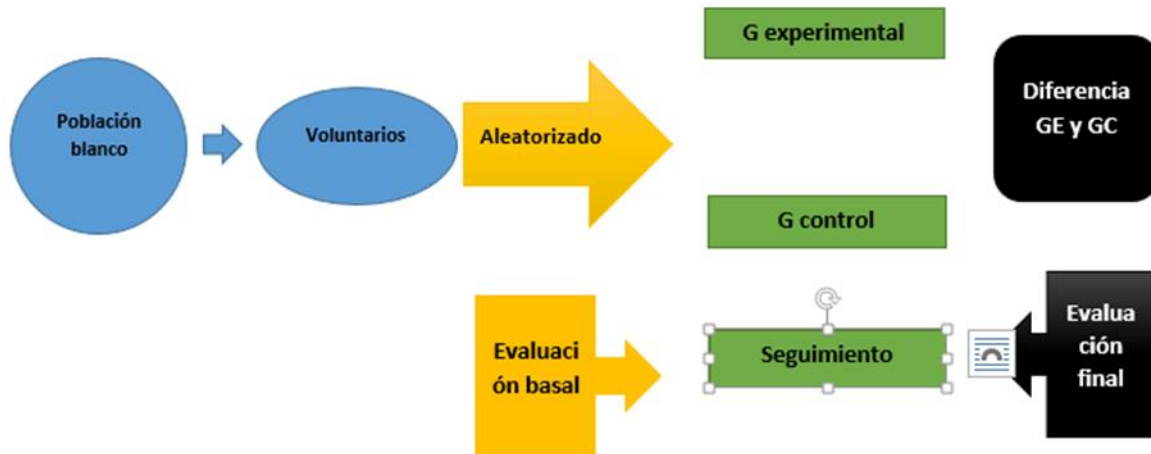 G experimental
Población
blanco
Voluntarios
Aleatorizado
Diferencia
GE y GC
G control
Evaluaci
ón basal
Seguimiento
Evalua
ción
final